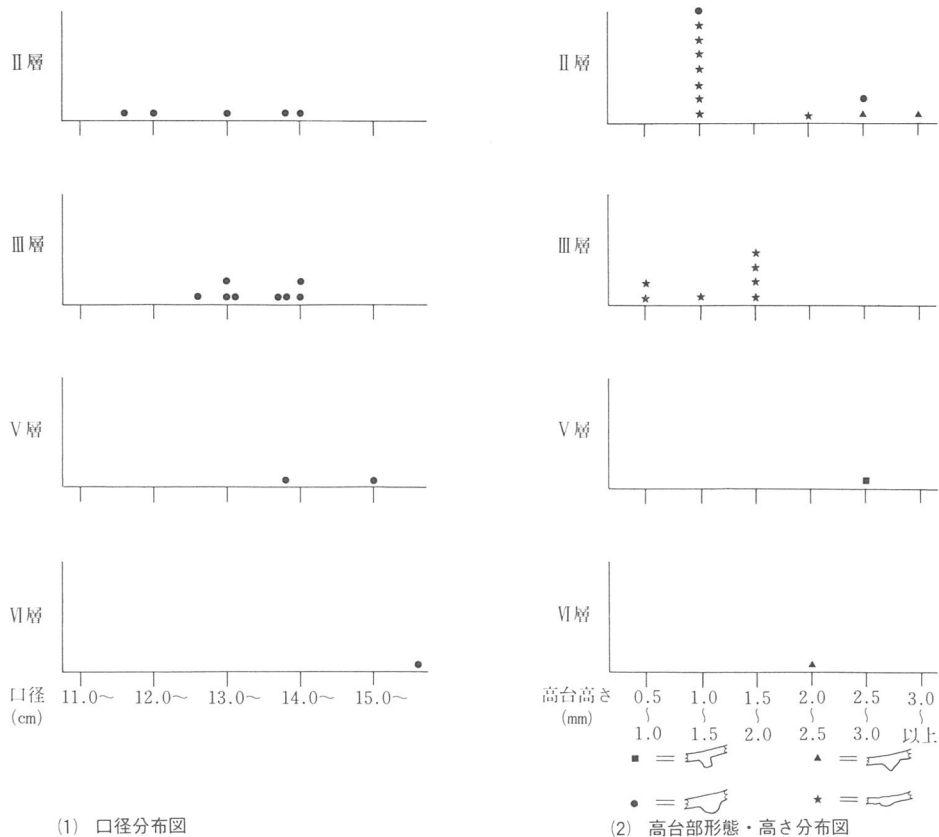 II層
III層
V層
VI層
口径
(cm)
11.0〜 12.0〜 13.0〜 14.0〜 15.0〜
(1) 口径分布図
II層
III層
V層
VI層
高台高さ
(mm)
0.5 1.0 1.5 2.0 2.5 3.0
〜 〜 〜 〜 〜 〜
1.0 1.5 2.0 2.5 3.0 以上
■ = ▲ =
● = ★ =
(2) 高台部形態・高さ分布図